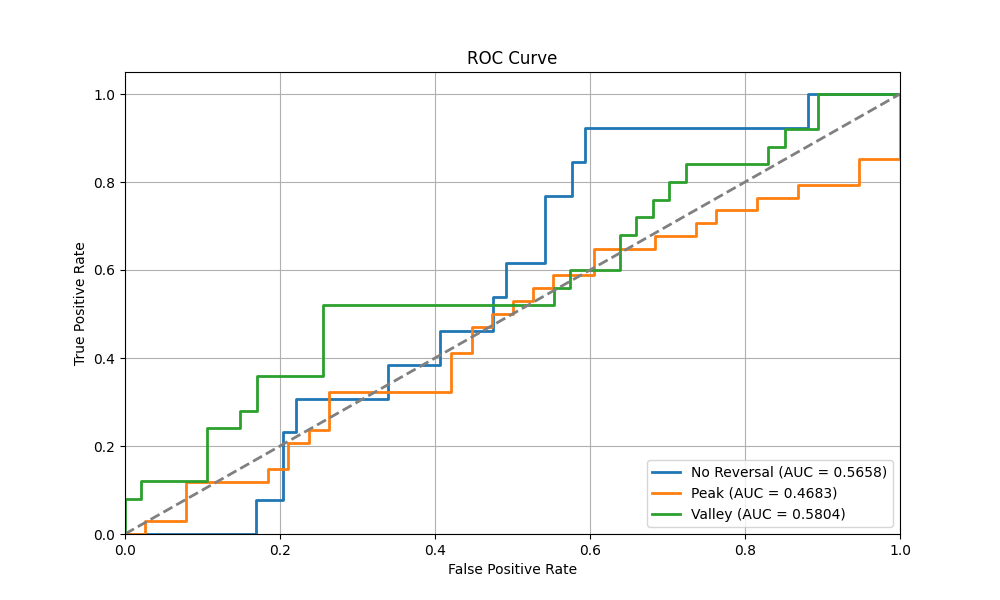 ROC Curve
1.0
0.8
0.6
0.4
0.2
0.0
True Positive Rate
0.0 0.2 0.4 0.6 0.8 1.0
False Positive Rate
No Reversal (AUC = 0.5658)
Peak (AUC = 0.4683)
Valley (AUC = 0.5804)